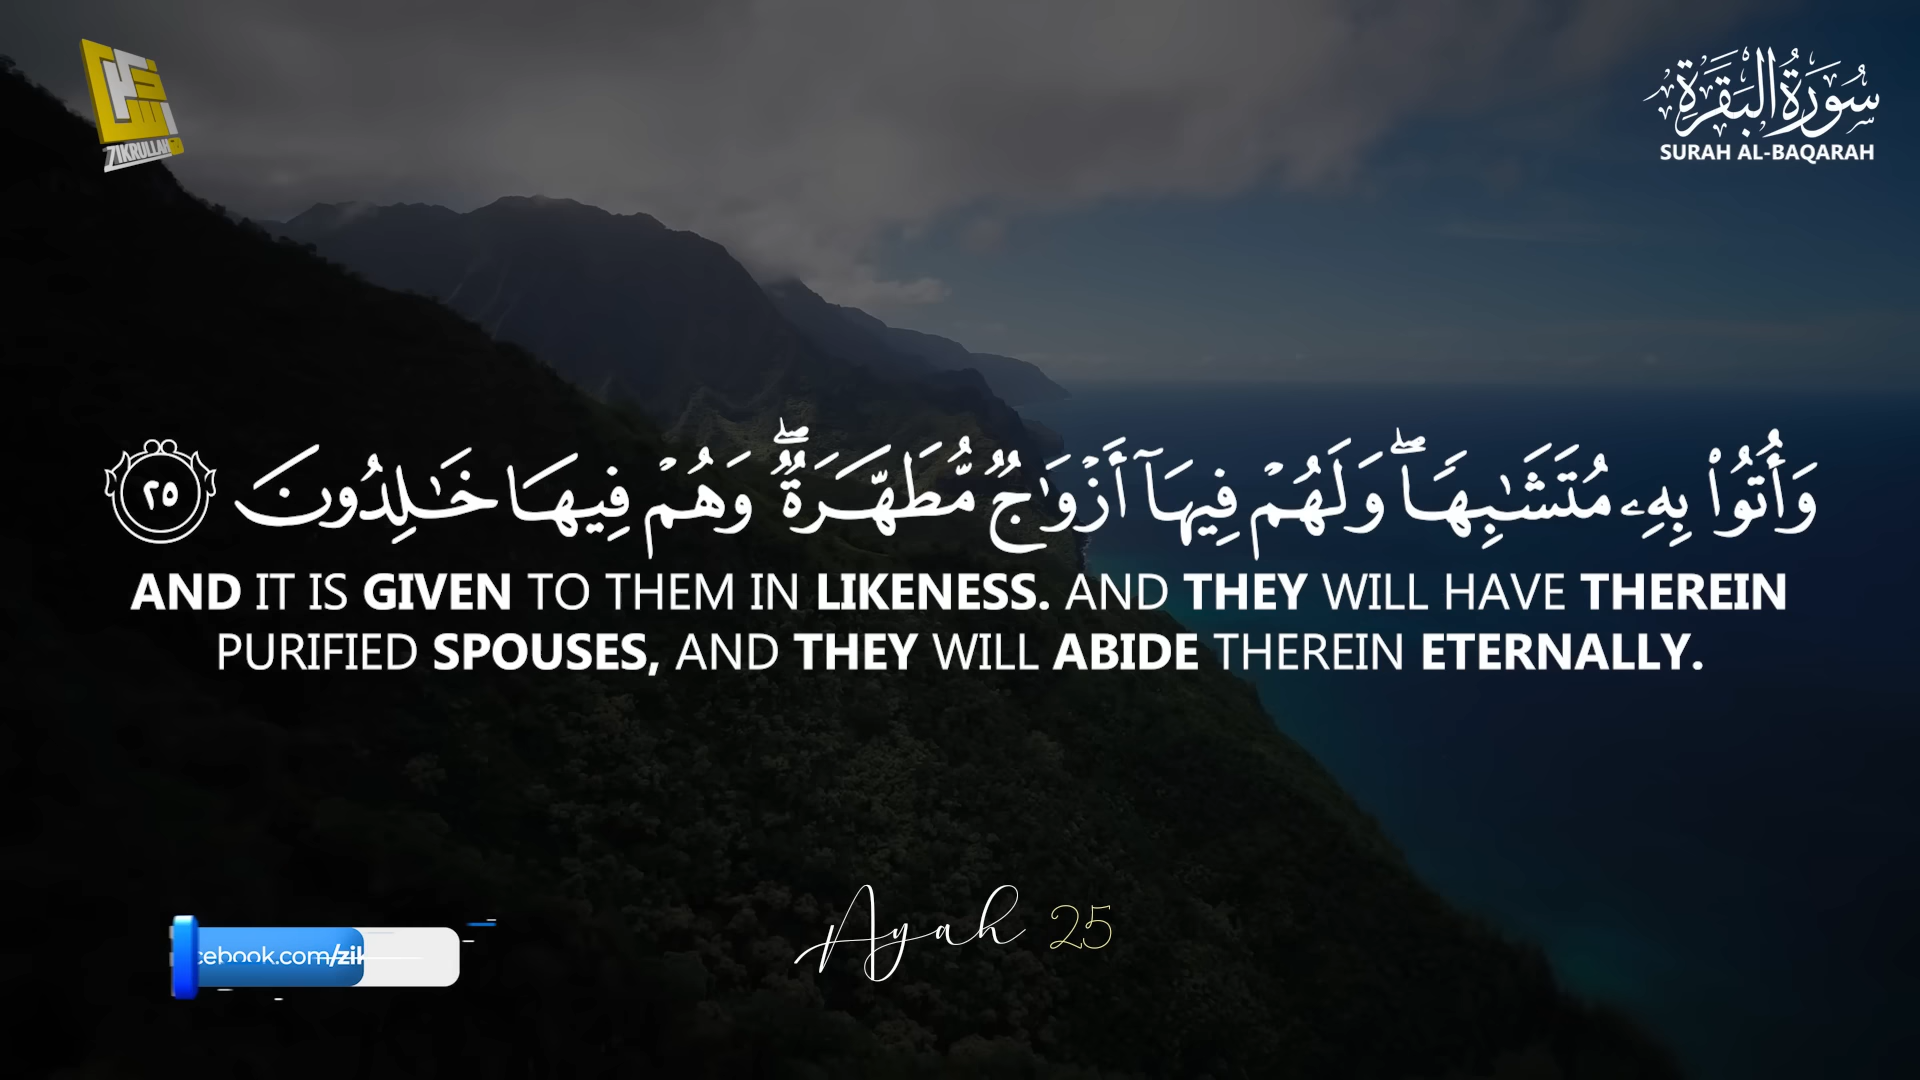 ZIKRULLAH
سُورَةُ الْبَقَرَةِ
SURAH AL-BAQARAH
وَأُتُوا۟ بِهِۦ مُتَشَٰبِهًا ۖ وَلَهُمْ فِيهَآ أَزْوَٰجٌ مُّطَهَّرَةٌ ۖ وَهُمْ فِيهَا خَٰلِدُونَ ٢٥
AND IT IS GIVEN TO THEM IN LIKENESS. AND THEY WILL HAVE THEREIN
PURIFIED SPOUSES, AND THEY WILL ABIDE THEREIN ETERNALLY.
Ayah 25
cebook.com/zik